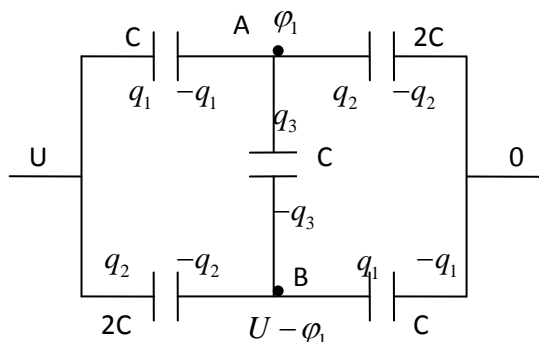 C A φ₁ 2C
q₁ −q₁ q₂ −q₂
q₃
U C 0
−q₃
q₂ −q₂ B q₁ −q₁
2C U − φ₁ C